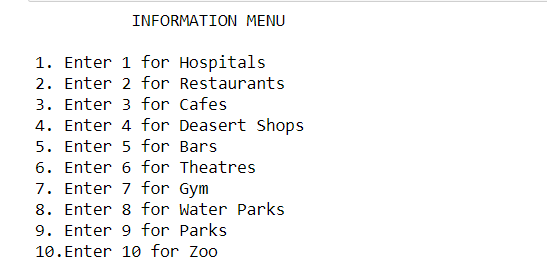 INFORMATION MENU
1. Enter 1 for Hospitals
2. Enter 2 for Restaurants
3. Enter 3 for Cafes
4. Enter 4 for Deasert Shops
5. Enter 5 for Bars
6. Enter 6 for Theatres
7. Enter 7 for Gym
8. Enter 8 for Water Parks
9. Enter 9 for Parks
10.Enter 10 for Zoo